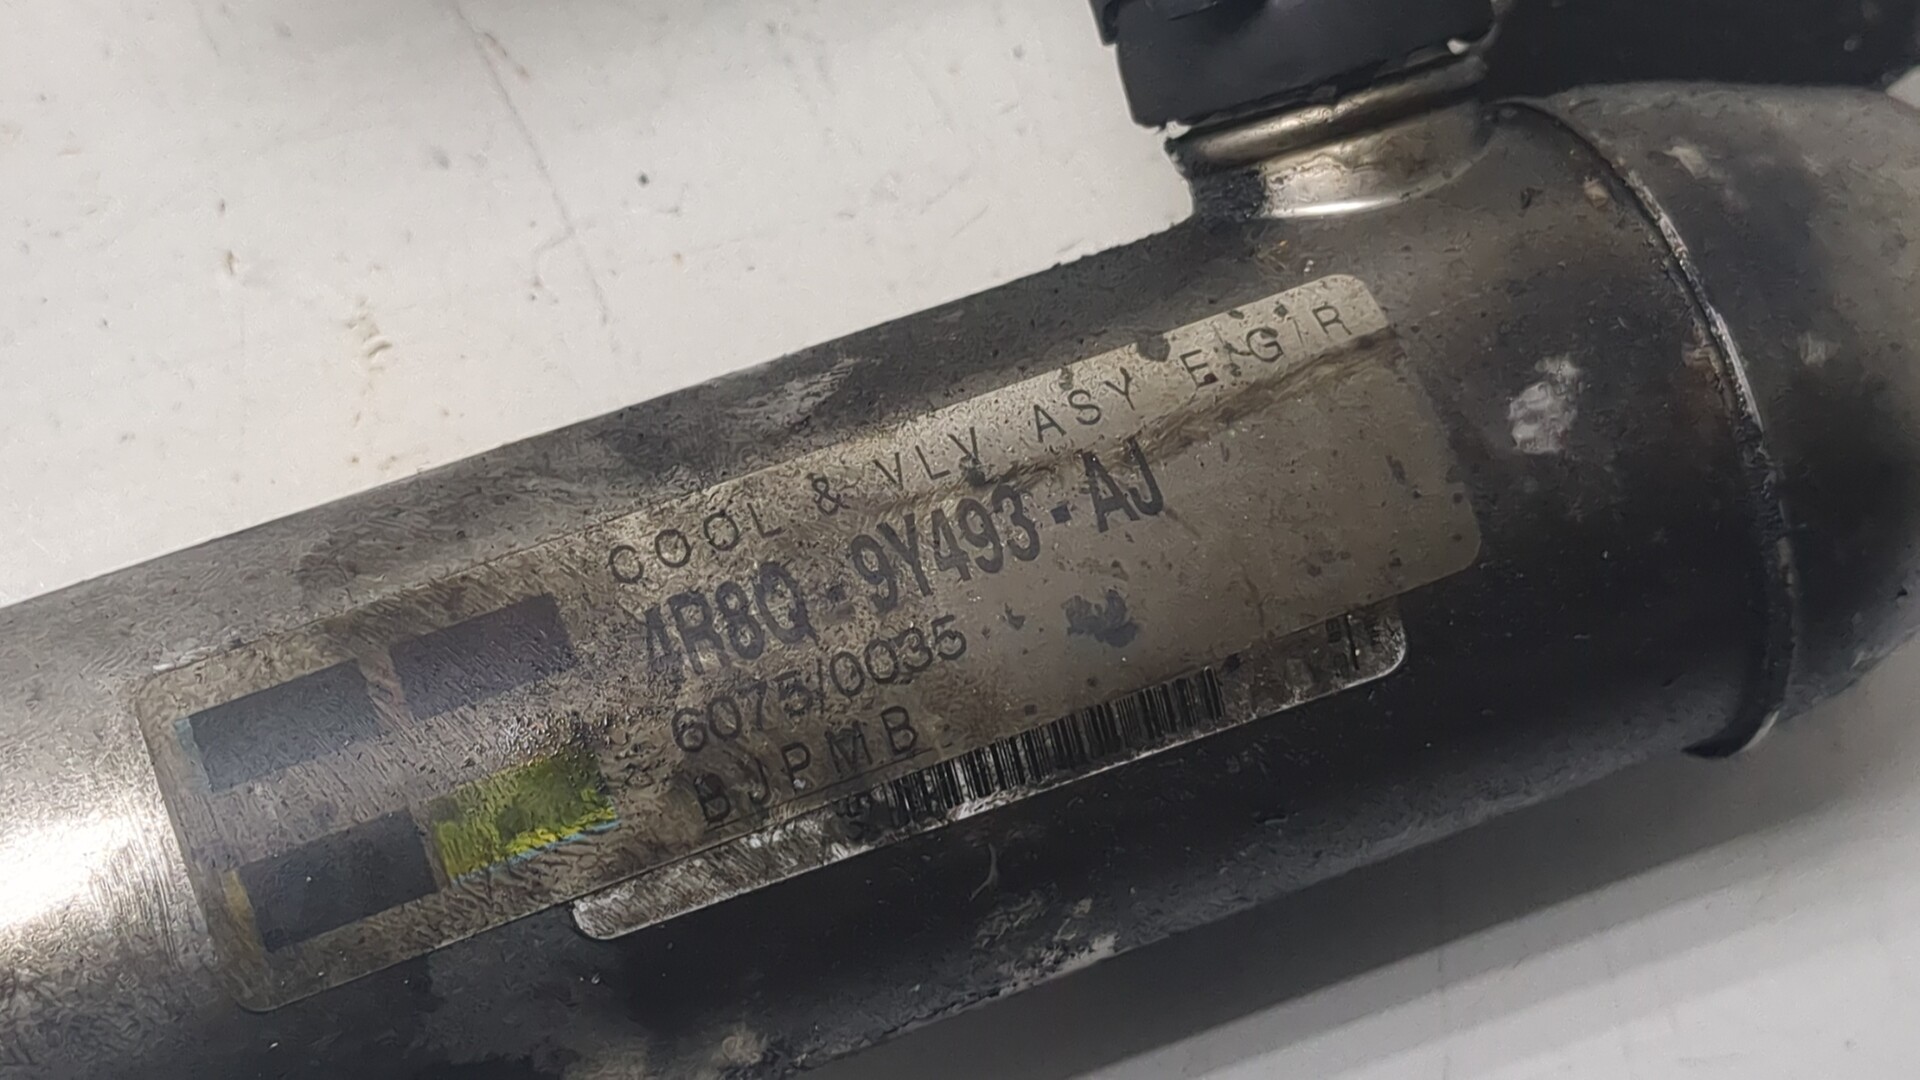 COOL & VLV ASY EGR
4R8Q-9Y493-AJ
6075/0035
BJPMB